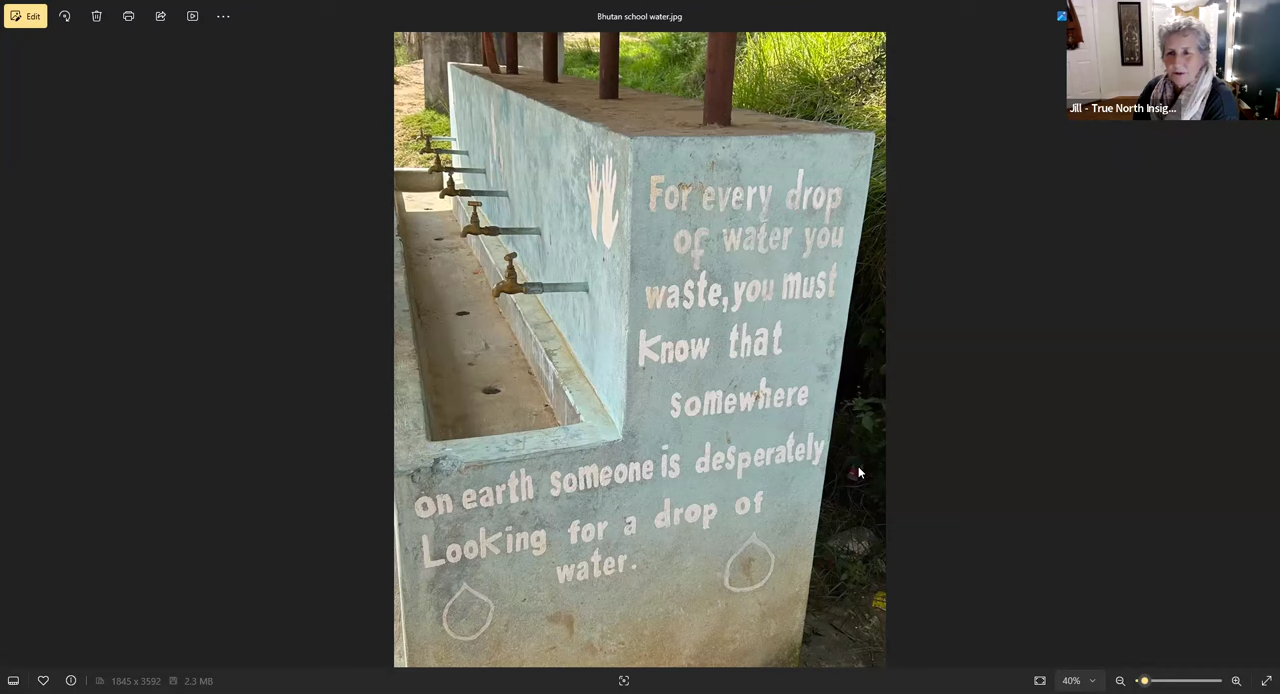 Edit
Bhutan school water.jpg
Jill - True North Insig...
For every drop
of water you
waste, you must
Know that
somewhere
on earth someone is desperately
Looking for a drop of
water.
1845 x 3592
2.3 MB
40%